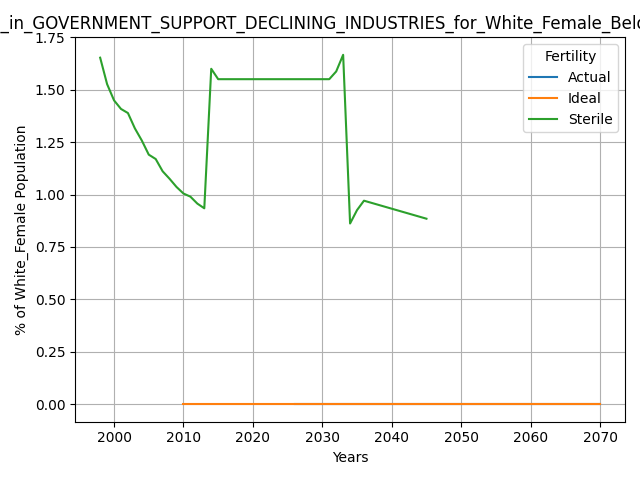 _in_GOVERNMENT_SUPPORT_DECLINING_INDUSTRIES_for_White_Female_Belo
1.75
1.50
1.25
1.00
0.75
0.50
0.25
0.00
% of White_Female Population
Fertility
Actual
Ideal
Sterile
2000 2010 2020 2030 2040 2050 2060 2070
Years